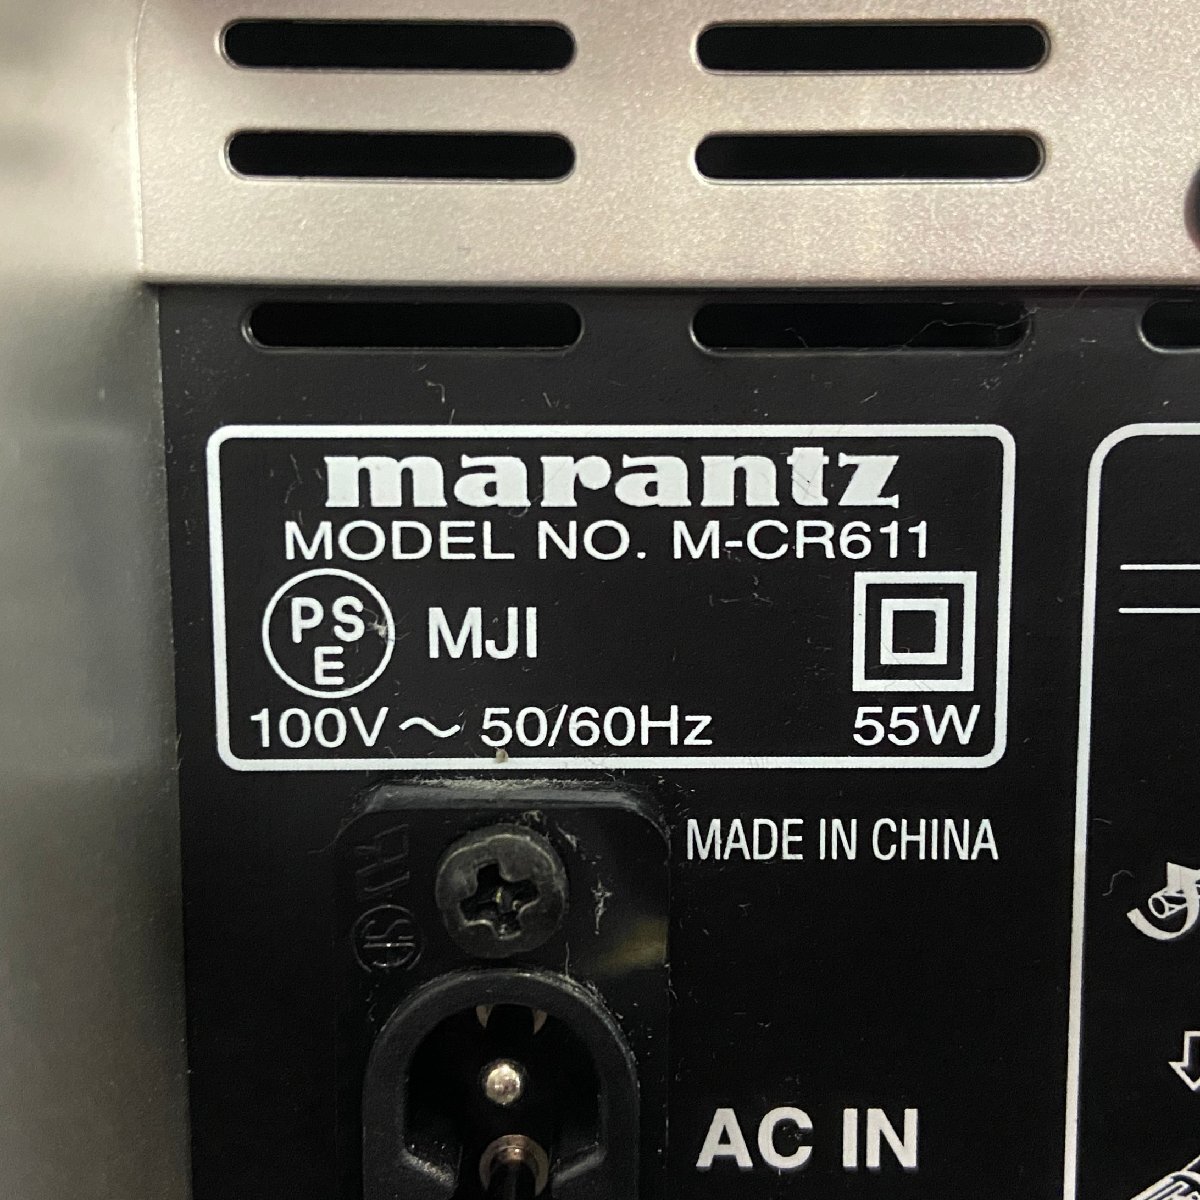 marantz
MODEL NO. M-CR611
PS
E
MJI
100V～ 50/60Hz 55W
MADE IN CHINA
AC IN